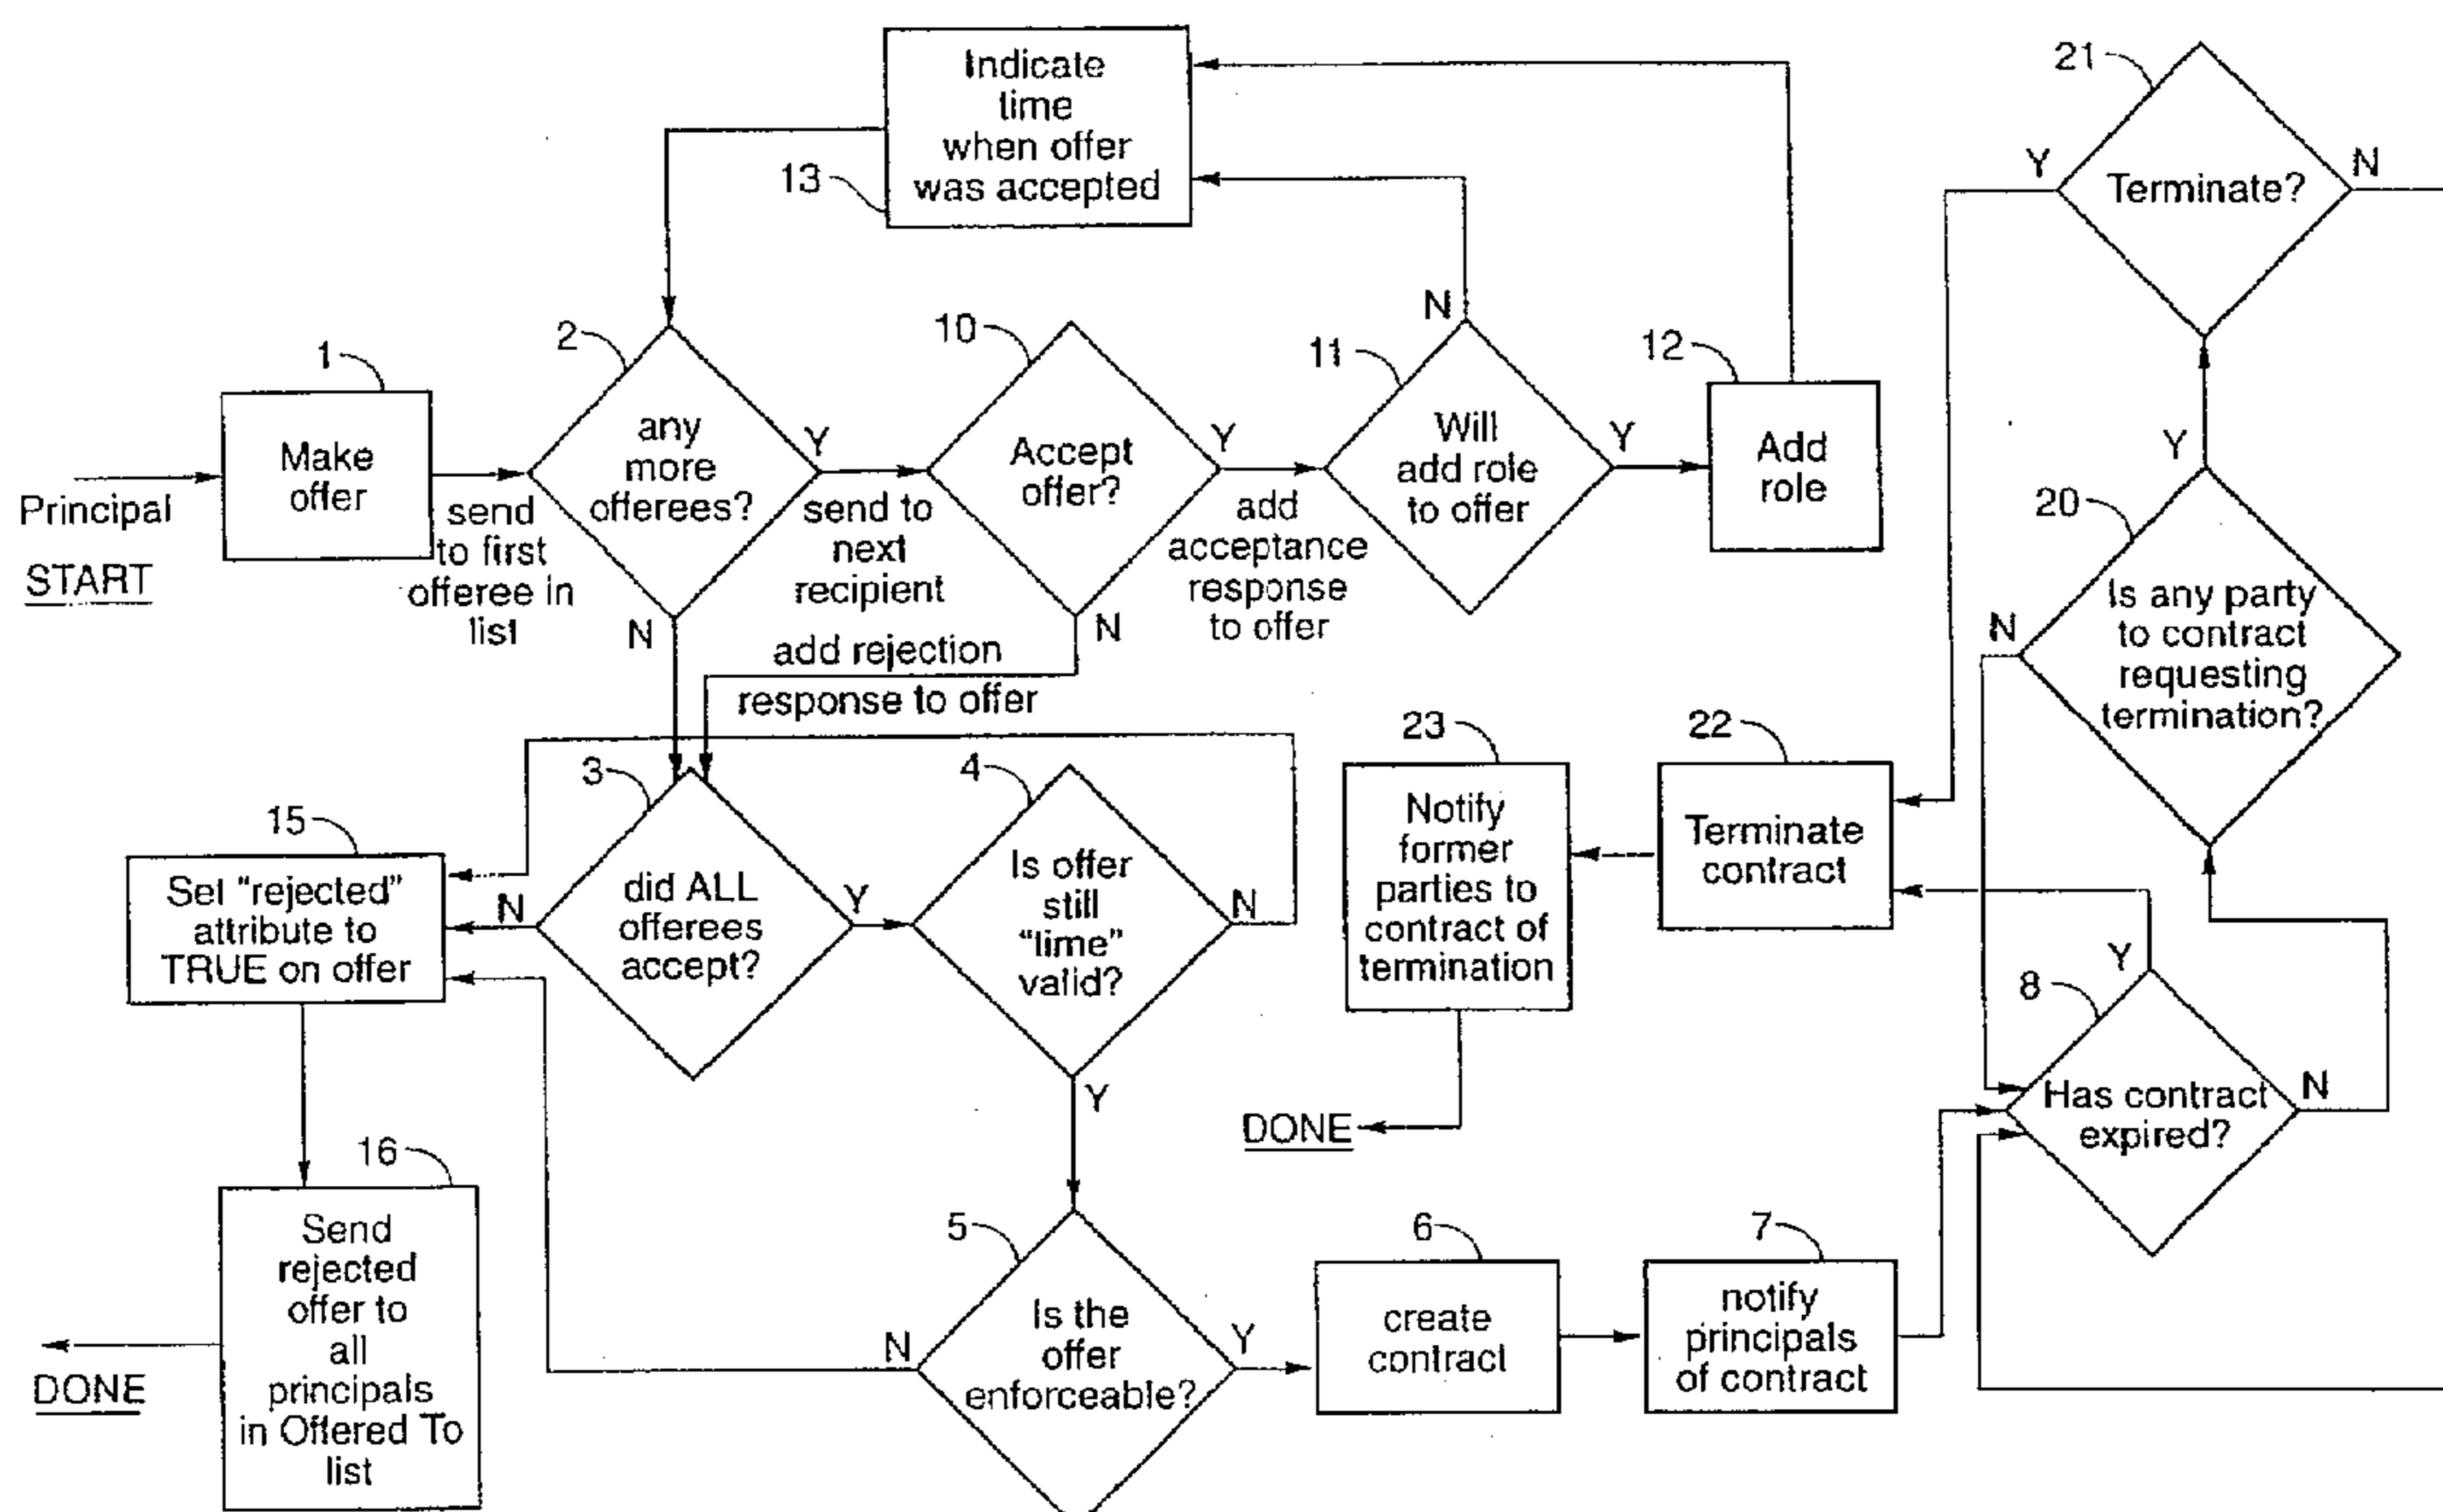 Principal
START
1
Make
offer
send
to first
offeree in
list
2
any
more
offerees?
Y
N
send to
next
recipient
10
Accept
offer?
Y
N
add
acceptance
response
to offer
add rejection
response to offer
11
Will
add role
to offer
N
Y
12
Add
role
13
Indicate
time
when offer
was accepted
3
did ALL
offerees
accept?
N
Y
4
Is offer
still
"time"
valid?
N
Y
15
Set "rejected"
attribute to
TRUE on offer
16
Send
rejected
offer to
all
principals
in Offered To
list
DONE
5
Is the
offer
enforceable?
N
Y
6
create
contract
7
notify
principals
of contract
8
Has contract
expired?
Y
N
20
Is any party
to contract
requesting
termination?
N
Y
21
Terminate?
Y
N
22
Terminate
contract
23
Notify
former
parties to
contract of
termination
DONE